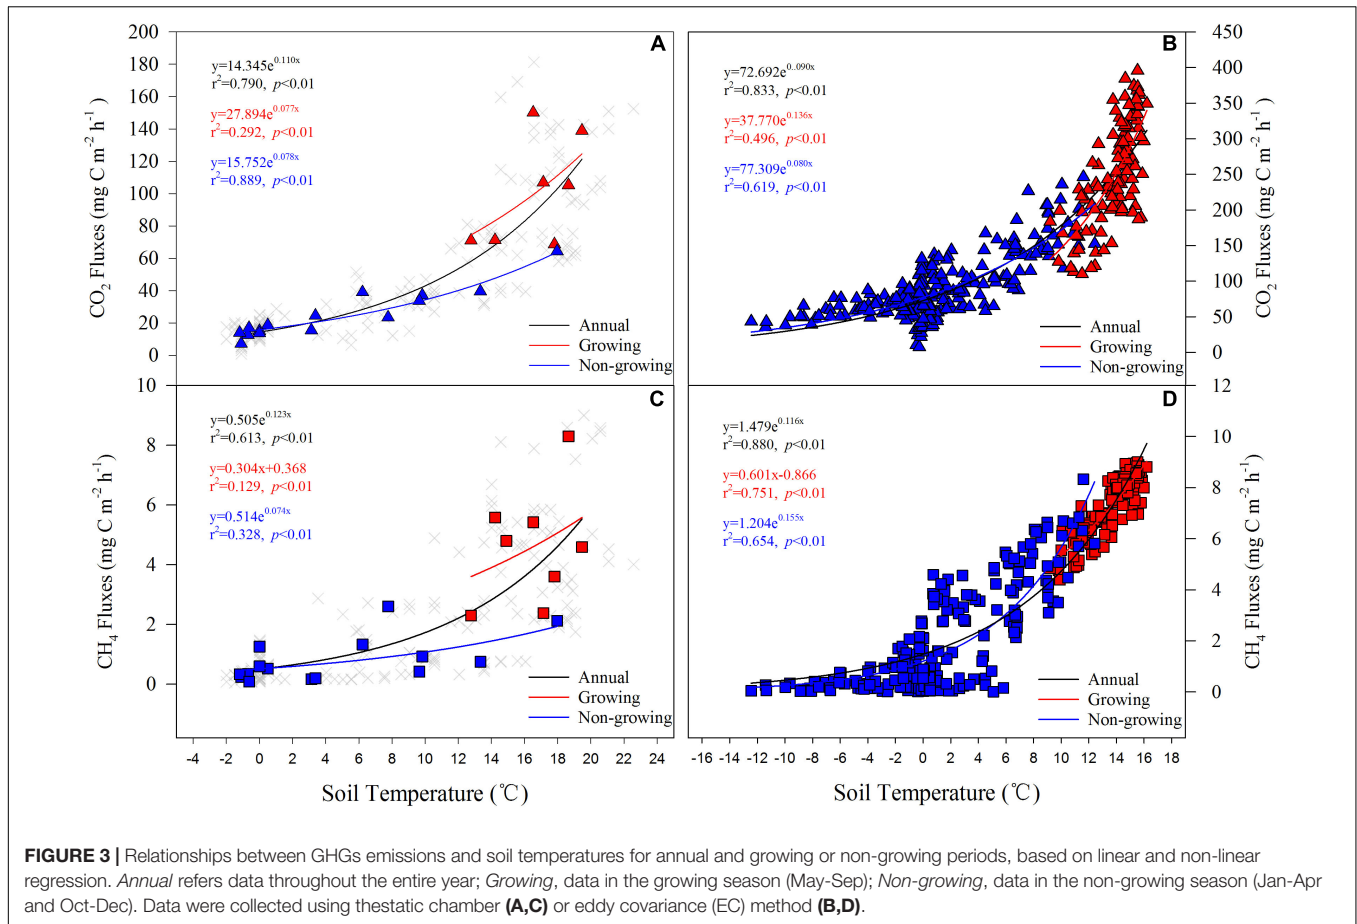 200
180
160
140
120
100
80
60
40
20
0
CO2 Fluxes (mg C m-2 h-1)
A
y=14.345e0.110x
r2=0.790, p<0.01
y=27.894e0.077x
r2=0.292, p<0.01
y=15.752e0.078x
r2=0.889, p<0.01
Annual
Growing
Non-growing
B
y=72.692e0..090x
r2=0.833, p<0.01
y=37.770e0.136x
r2=0.496, p<0.01
y=77.309e0.080x
r2=0.619, p<0.01
Annual
Growing
Non-growing
450
400
350
300
250
200
150
100
50
0
CO2 Fluxes (mg C m-2 h-1)
10
8
6
4
2
0
CH4 Fluxes (mg C m-2 h-1)
C
y=0.505e0.123x
r2=0.613, p<0.01
y=0.304x+0.368
r2=0.129, p<0.01
y=0.514e0.074x
r2=0.328, p<0.01
Annual
Growing
Non-growing
-4 -2 0 2 4 6 8 10 12 14 16 18 20 22 24
Soil Temperature (℃)
D
y=1.479e0.116x
r2=0.880, p<0.01
y=0.601x-0.866
r2=0.751, p<0.01
y=1.204e0.155x
r2=0.654, p<0.01
Annual
Growing
Non-growing
12
10
8
6
4
2
0
CH4 Fluxes (mg C m-2 h-1)
-16 -14 -12 -10 -8 -6 -4 -2 0 2 4 6 8 10 12 14 16 18
Soil Temperature (℃)
FIGURE 3 | Relationships between GHGs emissions and soil temperatures for annual and growing or non-growing periods, based on linear and non-linear
regression. Annual refers data throughout the entire year; Growing, data in the growing season (May-Sep); Non-growing, data in the non-growing season (Jan-Apr
and Oct-Dec). Data were collected using thestatic chamber (A,C) or eddy covariance (EC) method (B,D).